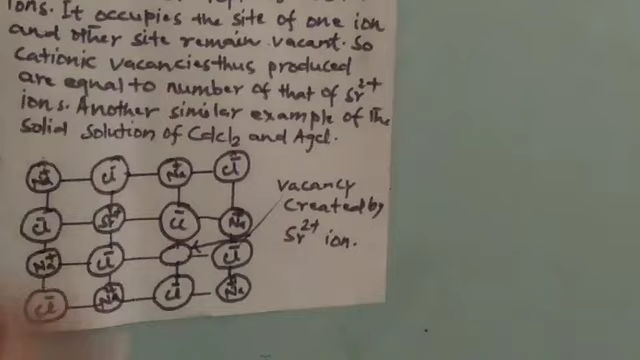 ions. It occupies the site of one ion
and other site remain vacant. So
cationic vacancies thus produced
are equal to number of that of Sr²⁺
ions. Another similar example of the
solid solution of CdCl₂ and AgCl.
Na⁺ Cl⁻ Na⁺ Cl⁻
Cl⁻ Sr²⁺ Cl⁻ Na⁺
Na⁺ Cl⁻ Cl⁻
Cl⁻ Na⁺ Cl⁻ Na⁺
vacancy
created by
Sr²⁺ ion.